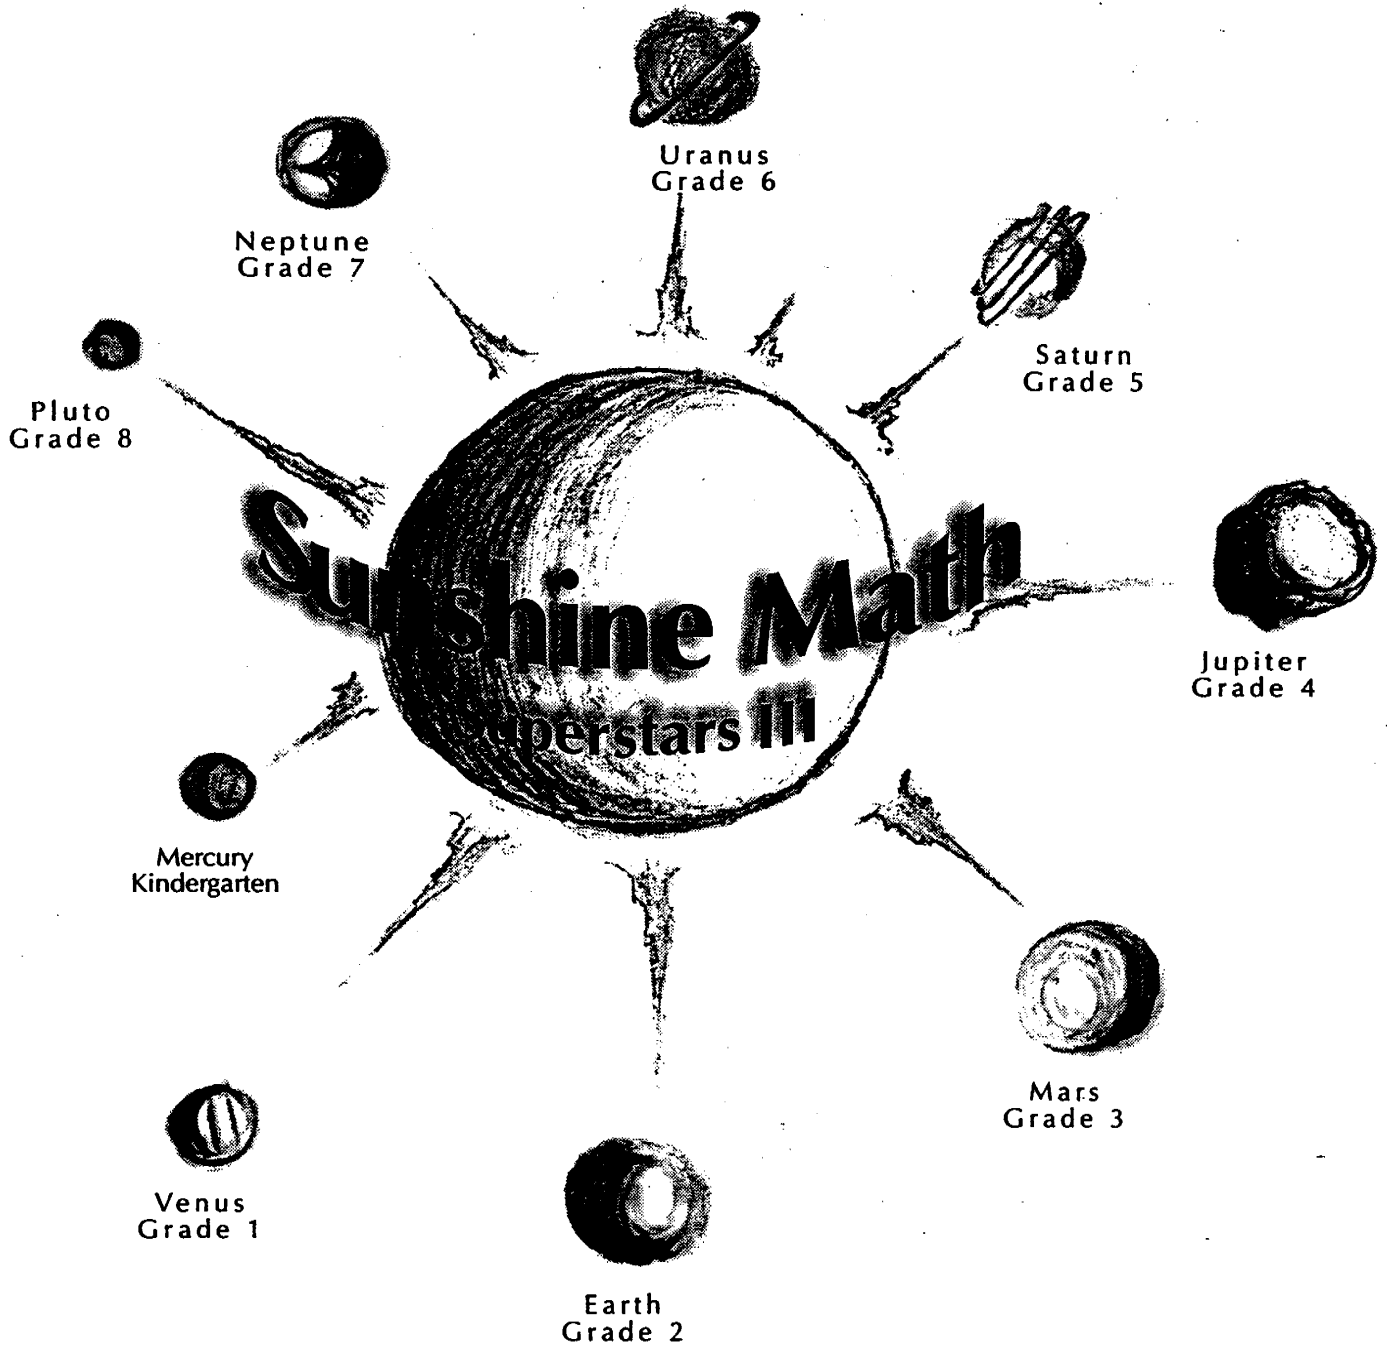 Uranus
Grade 6
Neptune
Grade 7
Saturn
Grade 5
Pluto
Grade 8
Sunshine Math
Superstars III
Jupiter
Grade 4
Mercury
Kindergarten
Mars
Grade 3
Venus
Grade 1
Earth
Grade 2